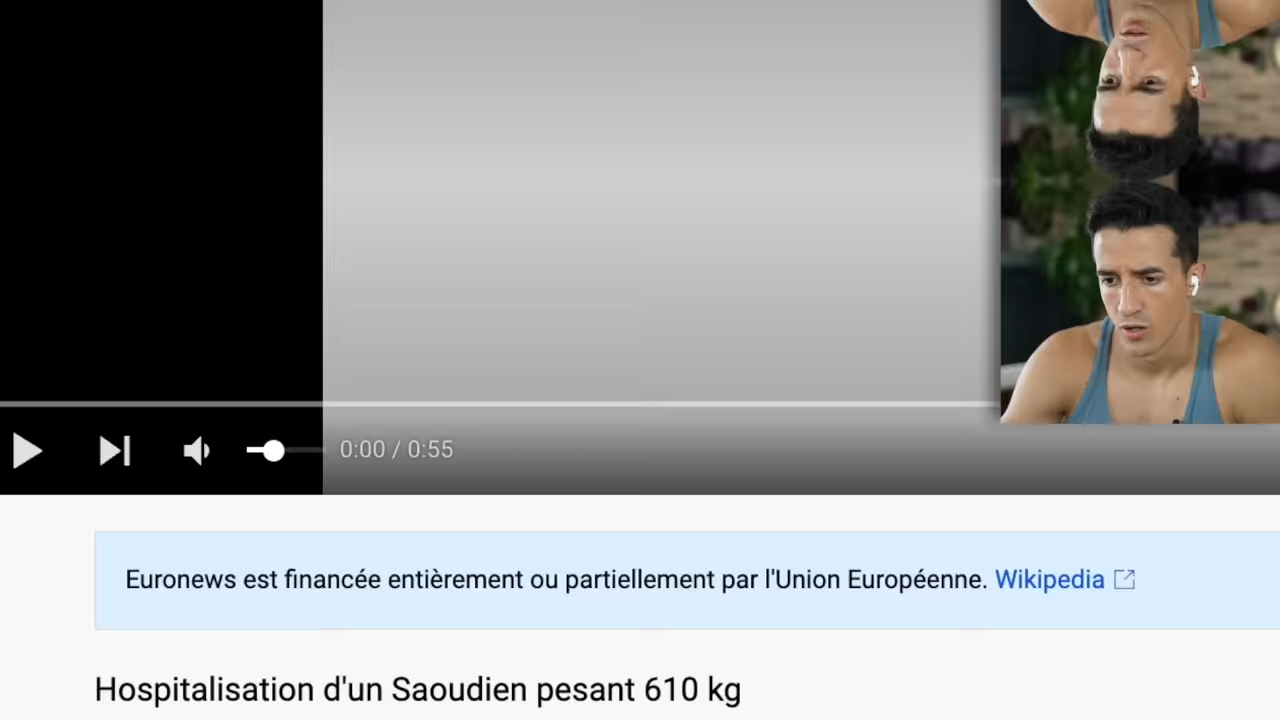 0:00 / 0:55
Euronews est financée entièrement ou partiellement par l'Union Européenne. Wikipedia
Hospitalisation d'un Saoudien pesant 610 kg